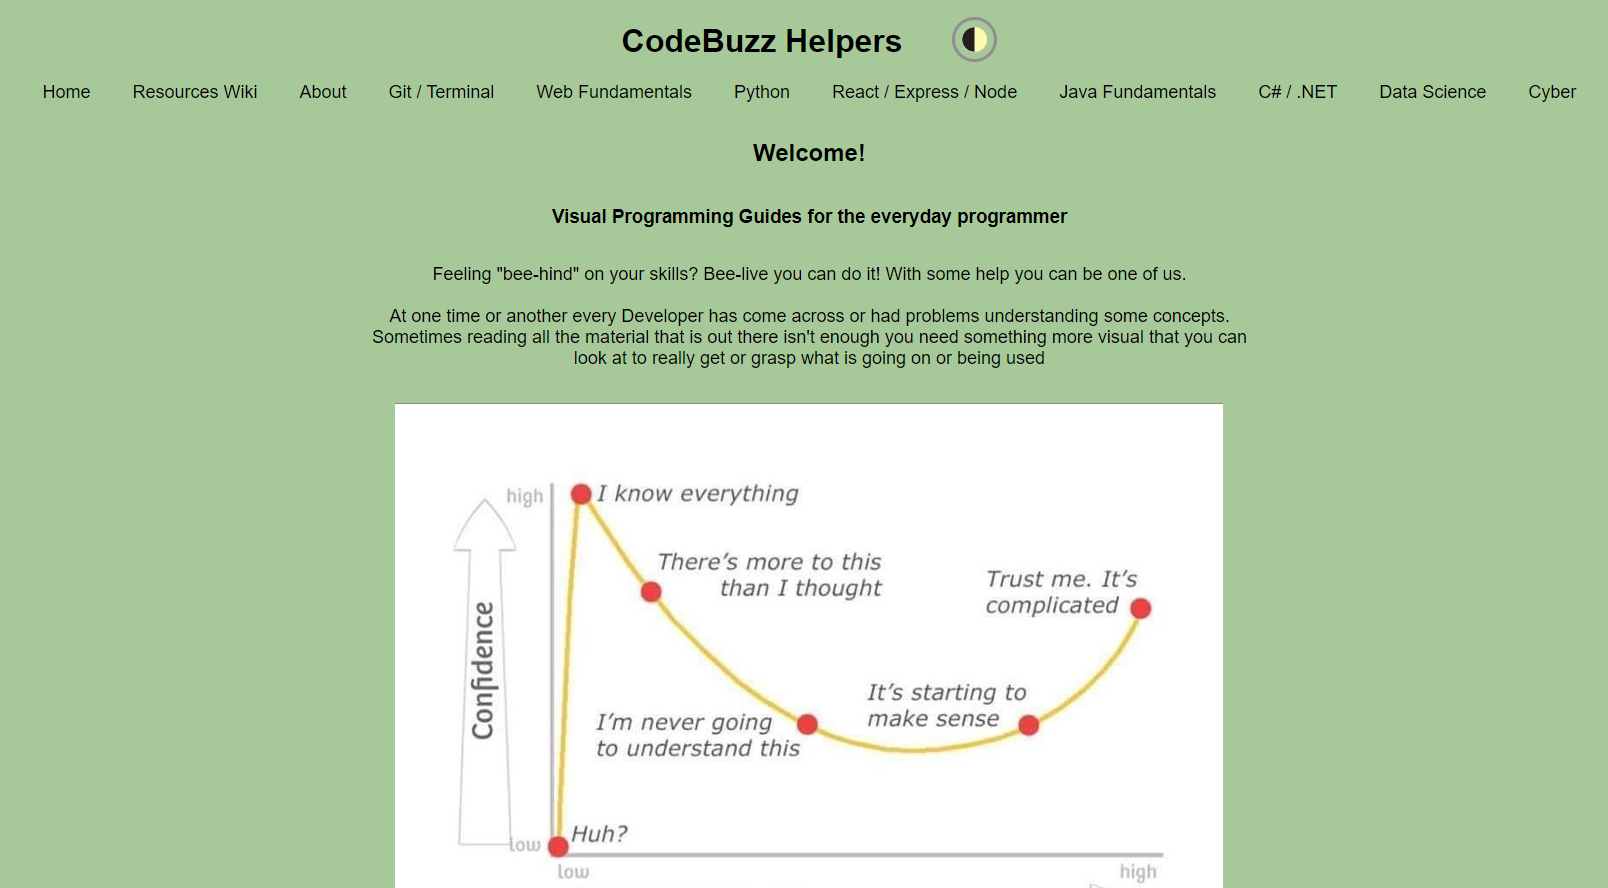 CodeBuzz Helpers
Home Resources Wiki About Git / Terminal Web Fundamentals Python React / Express / Node Java Fundamentals C# / .NET Data Science Cyber
Welcome!
Visual Programming Guides for the everyday programmer
Feeling "bee-hind" on your skills? Bee-live you can do it! With some help you can be one of us.
At one time or another every Developer has come across or had problems understanding some concepts.
Sometimes reading all the material that is out there isn't enough you need something more visual that you can
look at to really get or grasp what is going on or being used
high
I know everything
There's more to this
than I thought
Trust me. It's
complicated
Confidence
It's starting to
make sense
I'm never going
to understand this
Huh?
low
low
high